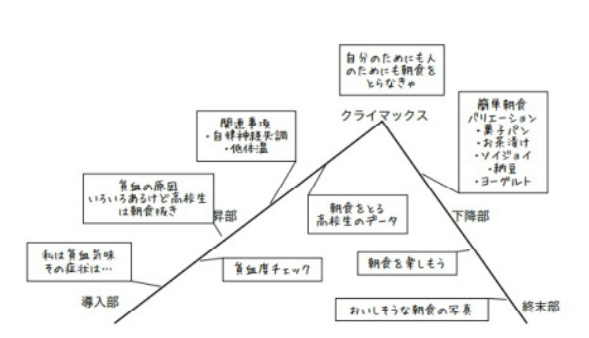 自分のためにも人
のためにも朝食を
とらなきゃ
クライマックス
関連事項
・自律神経失調
・低体温
簡単朝食
バリエーション
・菓子パン
・お茶漬け
・ソイジョイ
・納豆
・ヨーグルト
貧血の原因
いろいろあるけど高校生
は朝食抜き
昇部
朝食をとる
高校生のデータ
下降部
私は貧血気味
その症状は…
貧血度チェック
朝食を楽しもう
導入部
おいしそうな朝食の写真
終末部